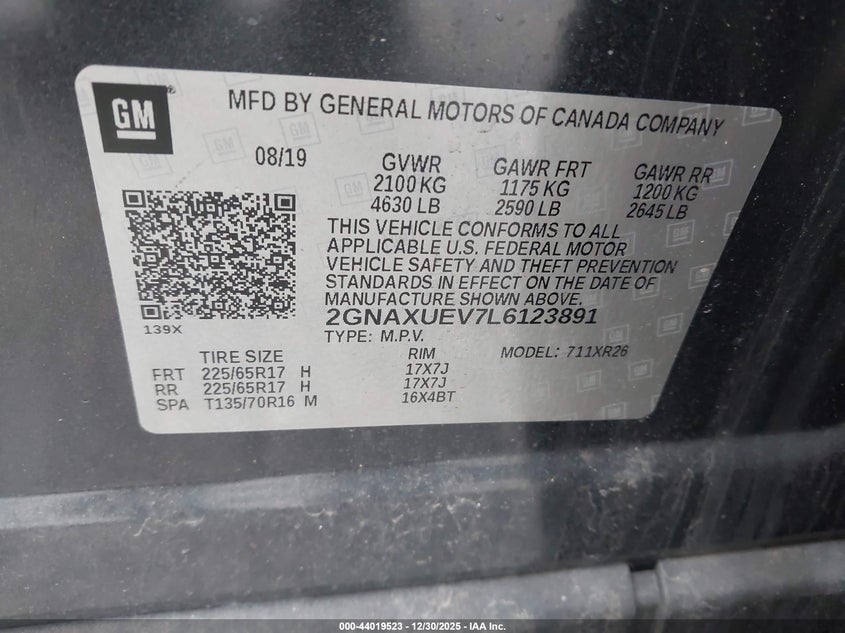 GM
MFD BY GENERAL MOTORS OF CANADA COMPANY
08/19 GVWR GAWR FRT GAWR RR
2100 KG 1175 KG 1200 KG
4630 LB 2590 LB 2645 LB
THIS VEHICLE CONFORMS TO ALL
APPLICABLE U.S. FEDERAL MOTOR
VEHICLE SAFETY AND THEFT PREVENTION
STANDARDS IN EFFECT ON THE DATE OF
MANUFACTURE SHOWN ABOVE.
139X 2GNAXUEV7L6123891
TYPE: M.P.V. MODEL: 711XR26
TIRE SIZE RIM
FRT 225/65R17 H 17X7J
RR 225/65R17 H 17X7J
SPA T135/70R16 M 16X4BT
000-44019523 - 12/30/2025 - IAA Inc.